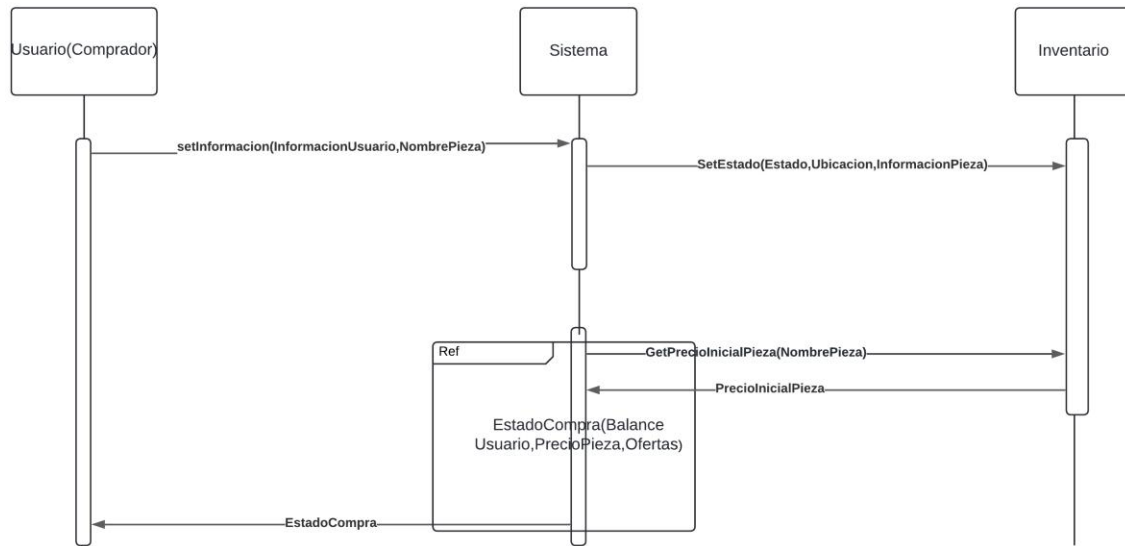 Usuario(Comprador)
Sistema
Inventario
setInformacion(InformacionUsuario,NombrePieza)
SetEstado(Estado,Ubicacion,InformacionPieza)
Ref
GetPrecioInicialPieza(NombrePieza)
PrecioInicialPieza
EstadoCompra(Balance
Usuario,PrecioPieza,Ofertas)
EstadoCompra